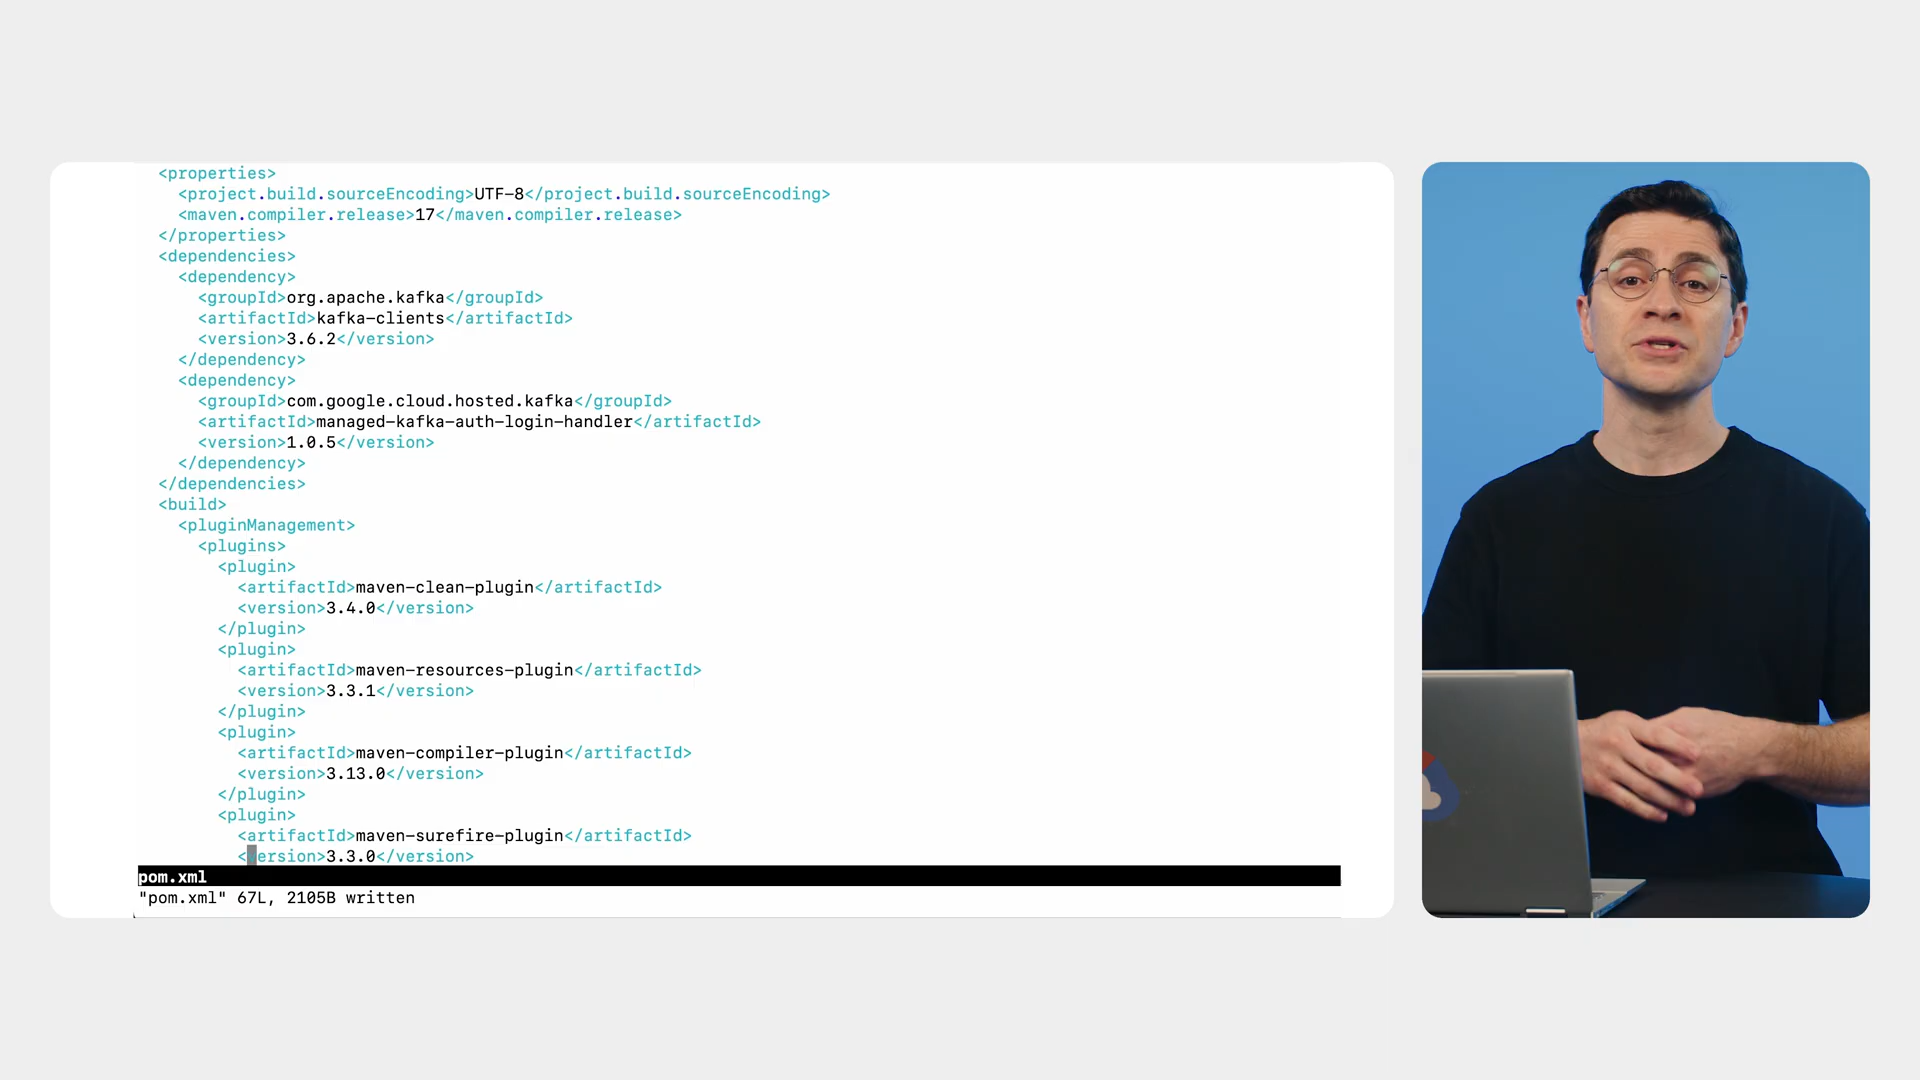 <properties>
<project.build.sourceEncoding>UTF-8</project.build.sourceEncoding>
<maven.compiler.release>17</maven.compiler.release>
</properties>
<dependencies>
<dependency>
<groupId>org.apache.kafka</groupId>
<artifactId>kafka-clients</artifactId>
<version>3.6.2</version>
</dependency>
<dependency>
<groupId>com.google.cloud.hosted.kafka</groupId>
<artifactId>managed-kafka-auth-login-handler</artifactId>
<version>1.0.5</version>
</dependency>
</dependencies>
<build>
<pluginManagement>
<plugins>
<plugin>
<artifactId>maven-clean-plugin</artifactId>
<version>3.4.0</version>
</plugin>
<plugin>
<artifactId>maven-resources-plugin</artifactId>
<version>3.3.1</version>
</plugin>
<plugin>
<artifactId>maven-compiler-plugin</artifactId>
<version>3.13.0</version>
</plugin>
<plugin>
<artifactId>maven-surefire-plugin</artifactId>
<version>3.3.0</version>
pom.xml
"pom.xml" 67L, 2105B written